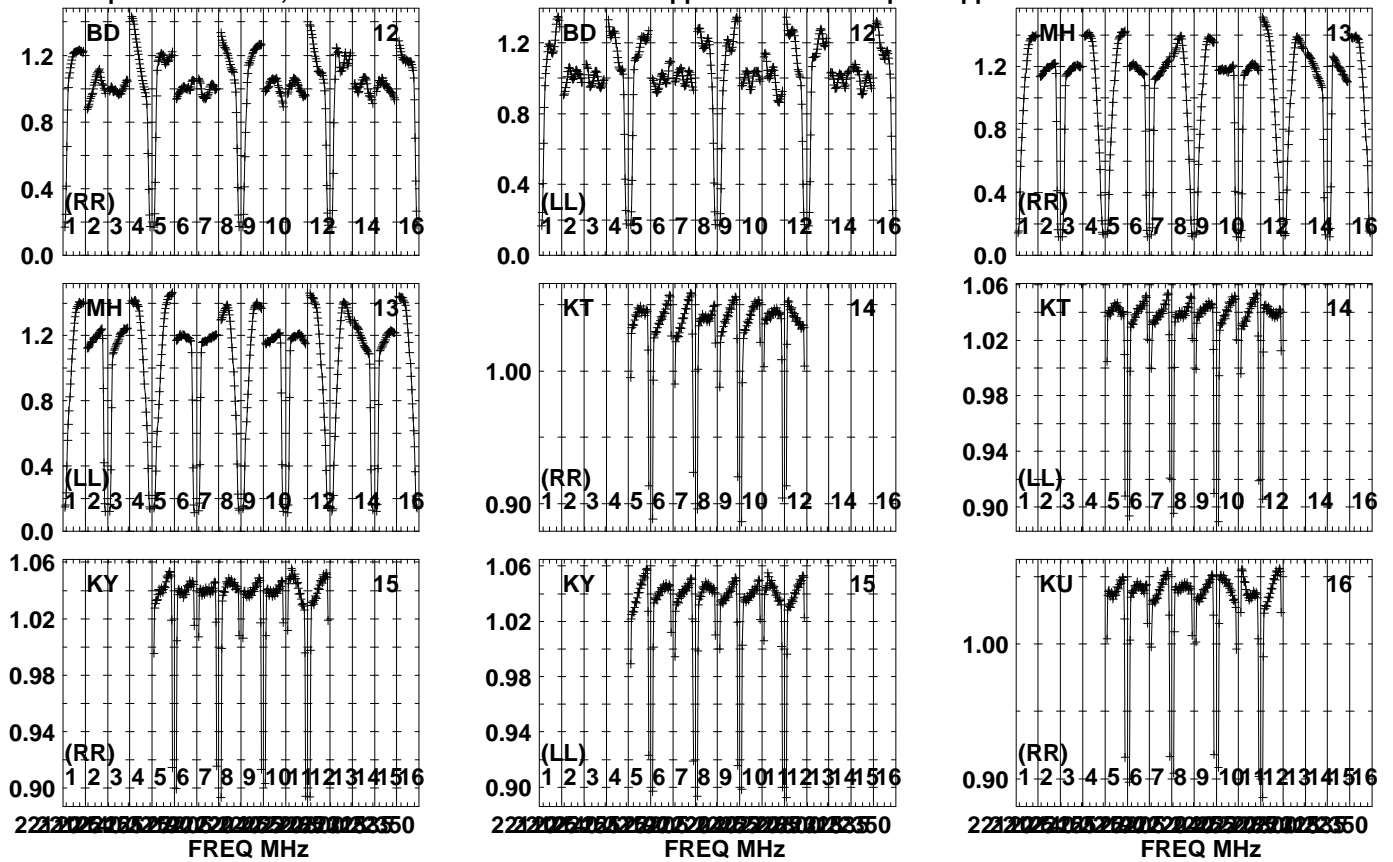 BD 12 BD 12 MH 13
1.2 1.2 1.6
1.2
0.8 0.8
0.8
0.4 0.4
0.4
(RR) (LL) (RR)
1 2 3 4 5 6 7 8 9 10 12 14 16 1 2 3 4 5 6 7 8 9 10 12 14 16 1 2 3 4 5 6 7 8 9 10 12 14 16
0.0 0.0 0.0
MH 13 KT 14 1.06 KT 14
1.2 1.02
1.00
0.8 0.98
0.4 0.94
(LL) (RR) (LL)
1 2 3 4 5 6 7 8 9 10 12 14 16 0.90 1 2 3 4 5 6 7 8 9 10 12 14 16 0.90 1 2 3 4 5 6 7 8 9 10 12 14 16
0.0
1.06 KY 15 1.06 KY 15 KU 16
1.02 1.02 1.00
0.98 0.98
0.94 0.94
(RR) (LL) (RR)
0.90 1 2 3 4 5 6 7 8 9 10 11 12 13 14 15 16 0.90 1 2 3 4 5 6 7 8 9 10 11 12 13 14 15 16 0.90 1 2 3 4 5 6 7 8 9 10 11 12 13 14 15 16
FREQ MHz FREQ MHz FREQ MHz